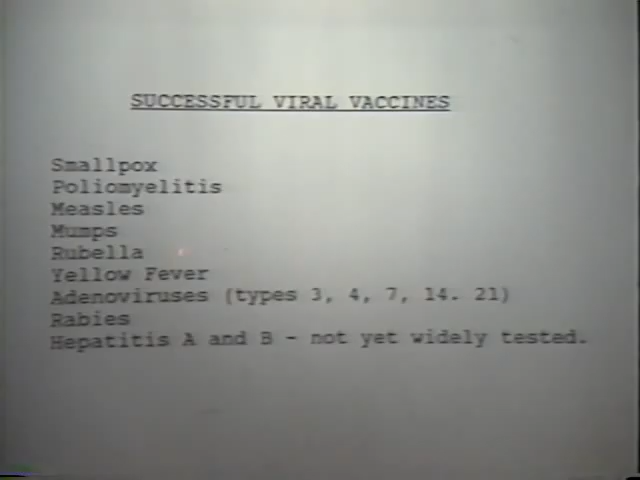 SUCCESSFUL VIRAL VACCINES
Smallpox
Poliomyelitis
Measles
Mumps
Rubella
Yellow Fever
Adenoviruses (types 3, 4, 7, 14. 21)
Rabies
Hepatitis A and B - not yet widely tested.